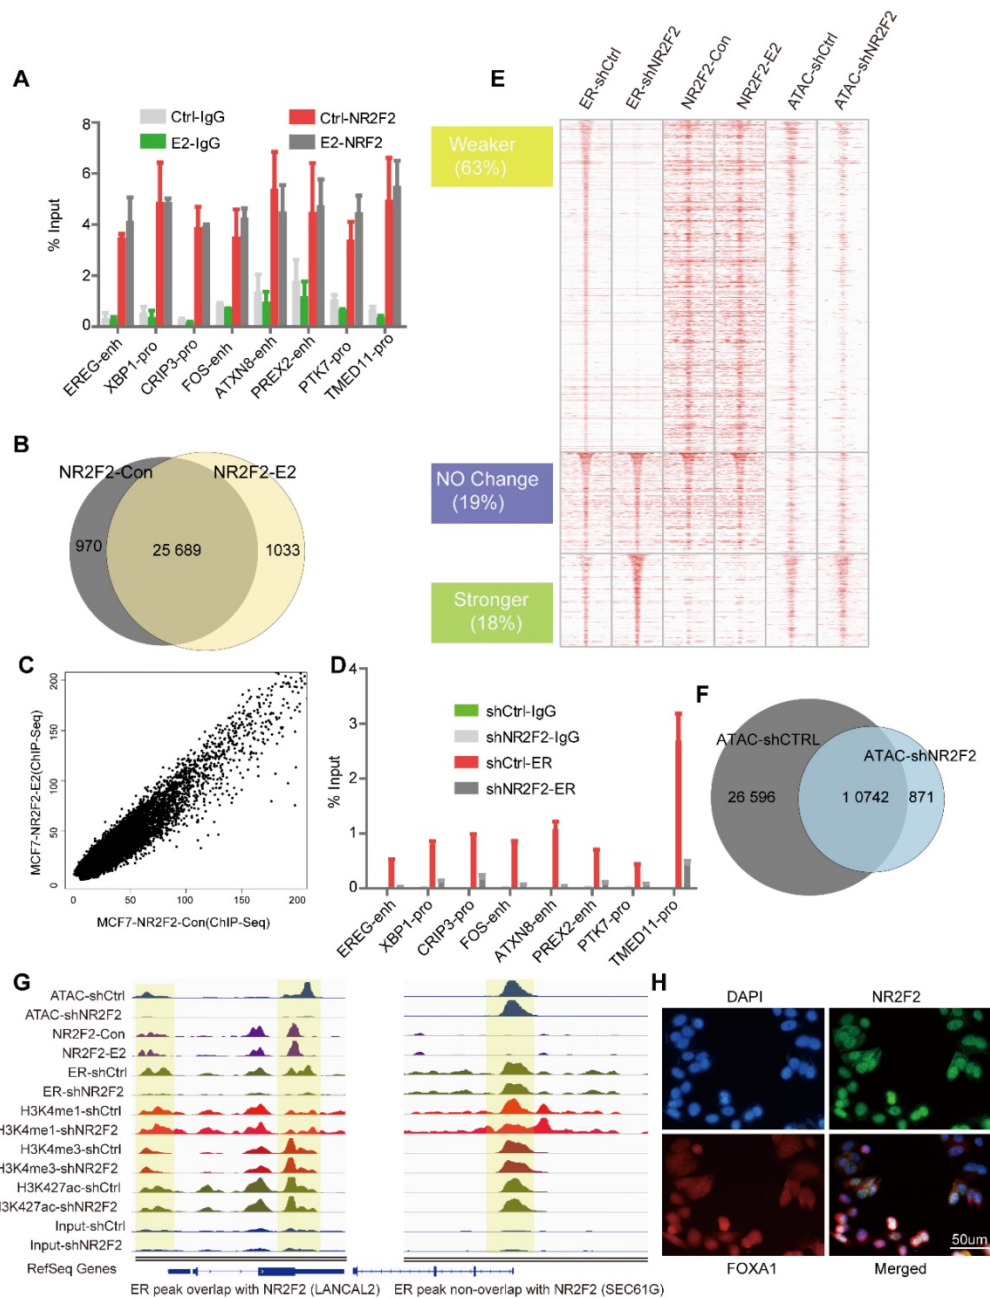 A
Ctrl-IgG
Ctrl-NR2F2
E2-IgG
E2-NRF2
8
6
4
2
0
% Input
EREG-enh
XBP1-pro
CRIP3-pro
FOS-enh
ATXN8-enh
PREX2-enh
PTK7-pro
TMED11-pro
B
NR2F2-Con
NR2F2-E2
970
25 689
1033
C
MCF7-NR2F2-E2(ChIP-Seq)
200
150
100
50
0
0 50 100 150 200
MCF7-NR2F2-Con(ChIP-Seq)
D
shCtrl-IgG
shNR2F2-IgG
shCtrl-ER
shNR2F2-ER
4
3
2
1
0
% Input
EREG-enh
XBP1-pro
CRIP3-pro
FOS-enh
ATXN8-enh
PREX2-enh
PTK7-pro
TMED11-pro
E
ER-shCtrl
ER-shNR2F2
NR2F2-Con
NR2F2-E2
ATAC-shCtrl
ATAC-shNR2F2
Weaker
(63%)
NO Change
(19%)
Stronger
(18%)
F
ATAC-shCTRL
ATAC-shNR2F2
26 596
1 0742
871
G
ATAC-shCtrl
ATAC-shNR2F2
NR2F2-Con
NR2F2-E2
ER-shCtrl
ER-shNR2F2
H3K4me1-shCtrl
H3K4me1-shNR2F2
H3K4me3-shCtrl
H3K4me3-shNR2F2
H3K427ac-shCtrl
H3K427ac-shNR2F2
Input-shCtrl
Input-shNR2F2
RefSeq Genes
ER peak overlap with NR2F2 (LANCAL2)
ER peak non-overlap with NR2F2 (SEC61G)
H
DAPI
NR2F2
50um
FOXA1
Merged